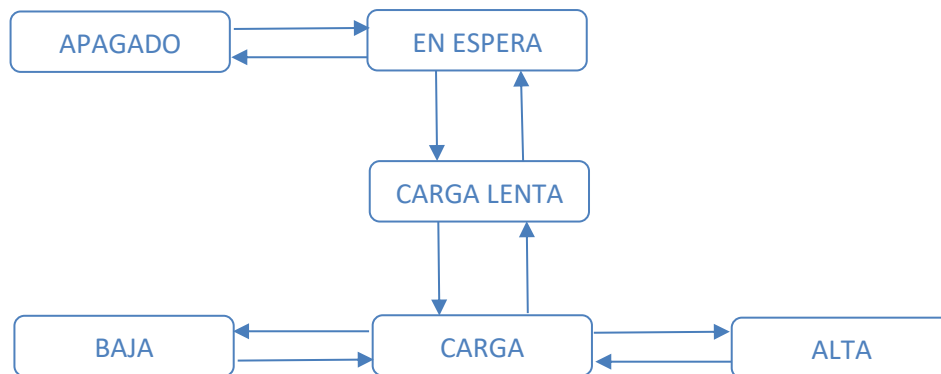 APAGADO
EN ESPERA
CARGA LENTA
BAJA
CARGA
ALTA